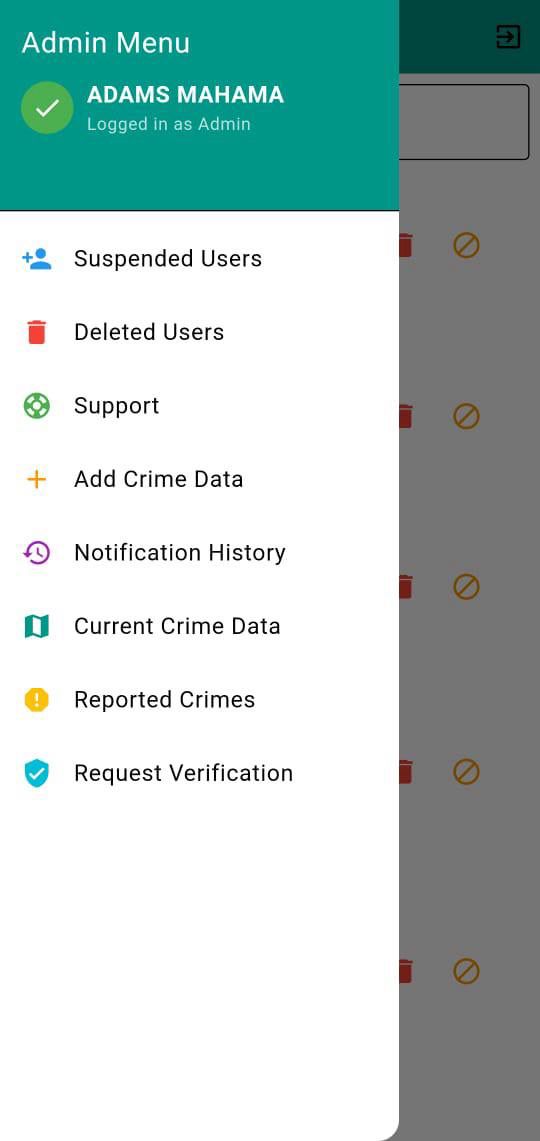 Admin Menu
ADAMS MAHAMA
Logged in as Admin
Suspended Users
Deleted Users
Support
Add Crime Data
Notification History
Current Crime Data
Reported Crimes
Request Verification